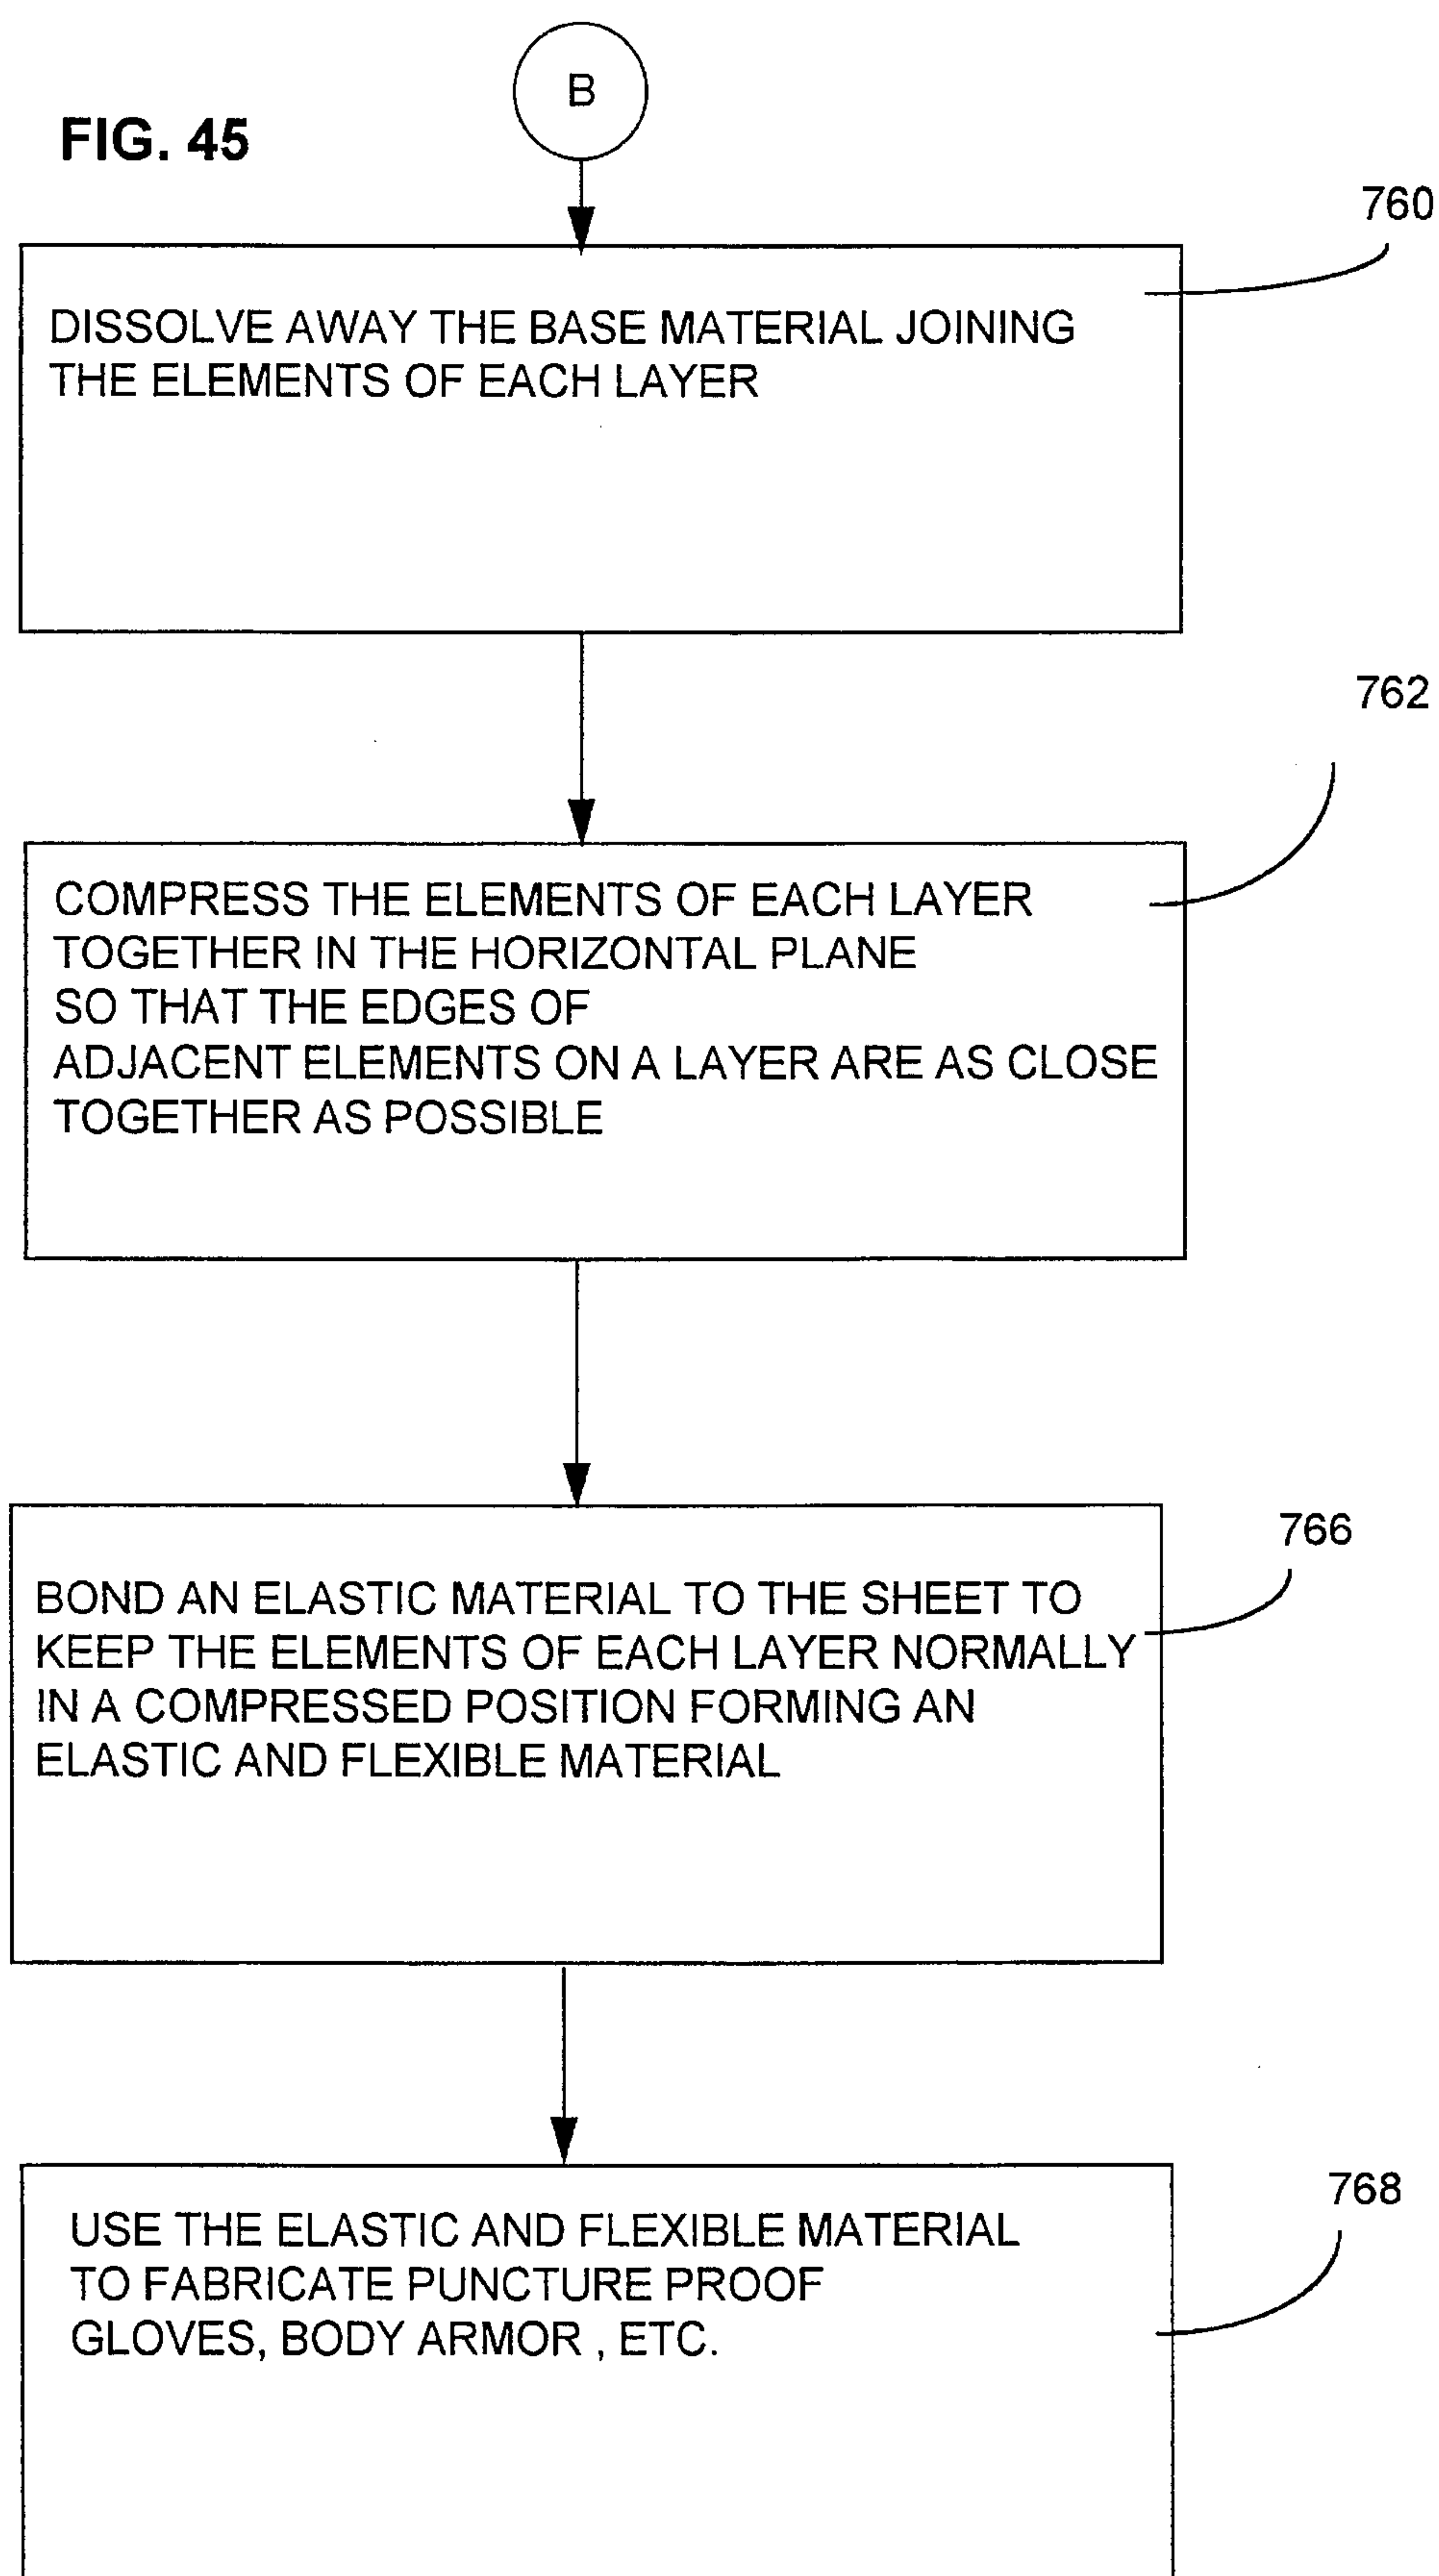 B
FIG. 45
760
DISSOLVE AWAY THE BASE MATERIAL JOINING
THE ELEMENTS OF EACH LAYER
762
COMPRESS THE ELEMENTS OF EACH LAYER
TOGETHER IN THE HORIZONTAL PLANE
SO THAT THE EDGES OF
ADJACENT ELEMENTS ON A LAYER ARE AS CLOSE
TOGETHER AS POSSIBLE
766
BOND AN ELASTIC MATERIAL TO THE SHEET TO
KEEP THE ELEMENTS OF EACH LAYER NORMALLY
IN A COMPRESSED POSITION FORMING AN
ELASTIC AND FLEXIBLE MATERIAL
768
USE THE ELASTIC AND FLEXIBLE MATERIAL
TO FABRICATE PUNCTURE PROOF
GLOVES, BODY ARMOR , ETC.